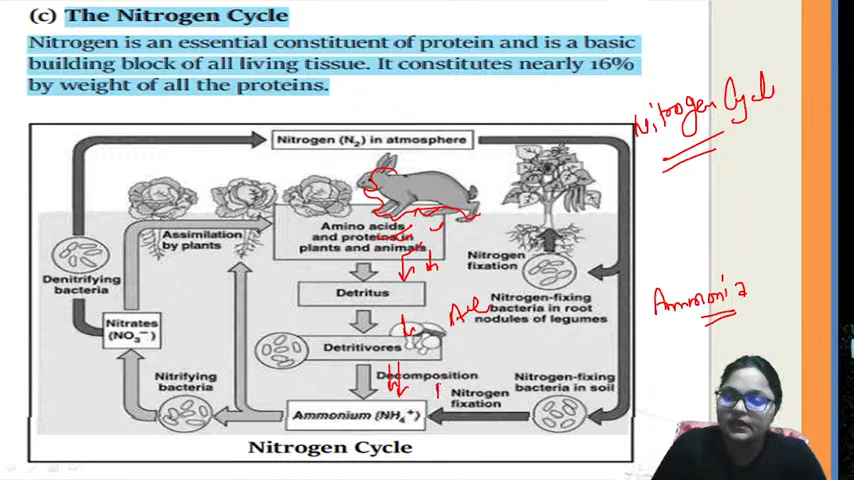 (c) The Nitrogen Cycle
Nitrogen is an essential constituent of protein and is a basic
building block of all living tissue. It constitutes nearly 16%
by weight of all the proteins.
Nitrogen Cycle
Nitrogen (N₂) in atmosphere
Assimilation
by plants
Amino acids
and proteins in
plants and animals
Nitrogen
fixation
Denitrifying
bacteria
Detritus
Nitrogen-fixing
bacteria in root
nodules of legumes
Ammonia
Nitrates
(NO₃⁻)
Detritivores
Decomposition
Nitrifying
bacteria
Nitrogen
fixation
Nitrogen-fixing
bacteria in soil
Ammonium (NH₄⁺)
Nitrogen Cycle